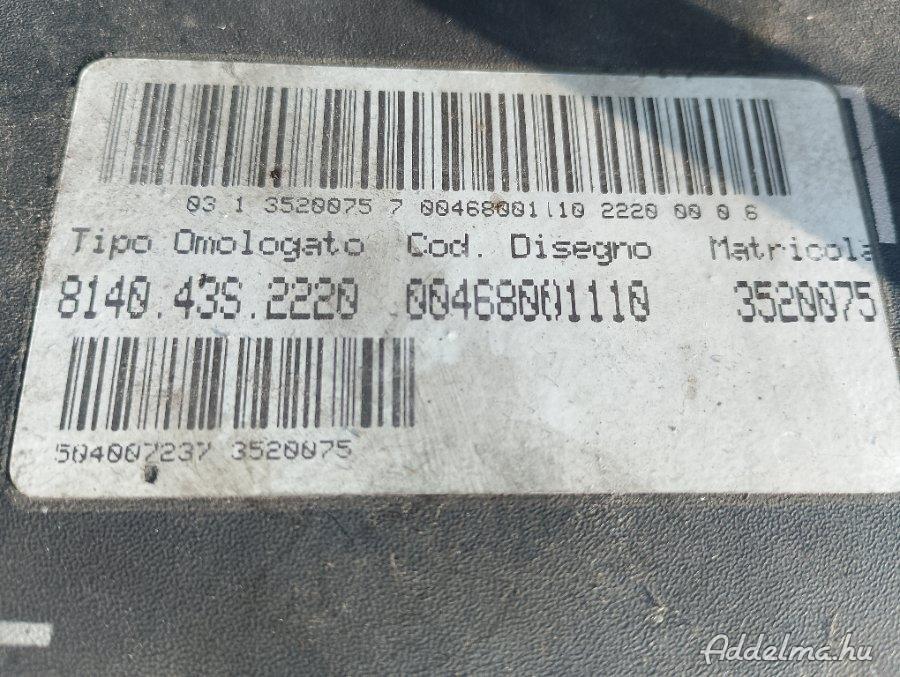 03 1 3520075 7 00468001110 2220 00 0 6
Tipo Omologato Cod. Disegno Matricola
8140.43S.2220 00468001110 3520075
504007237 3520075
Addelma.hu